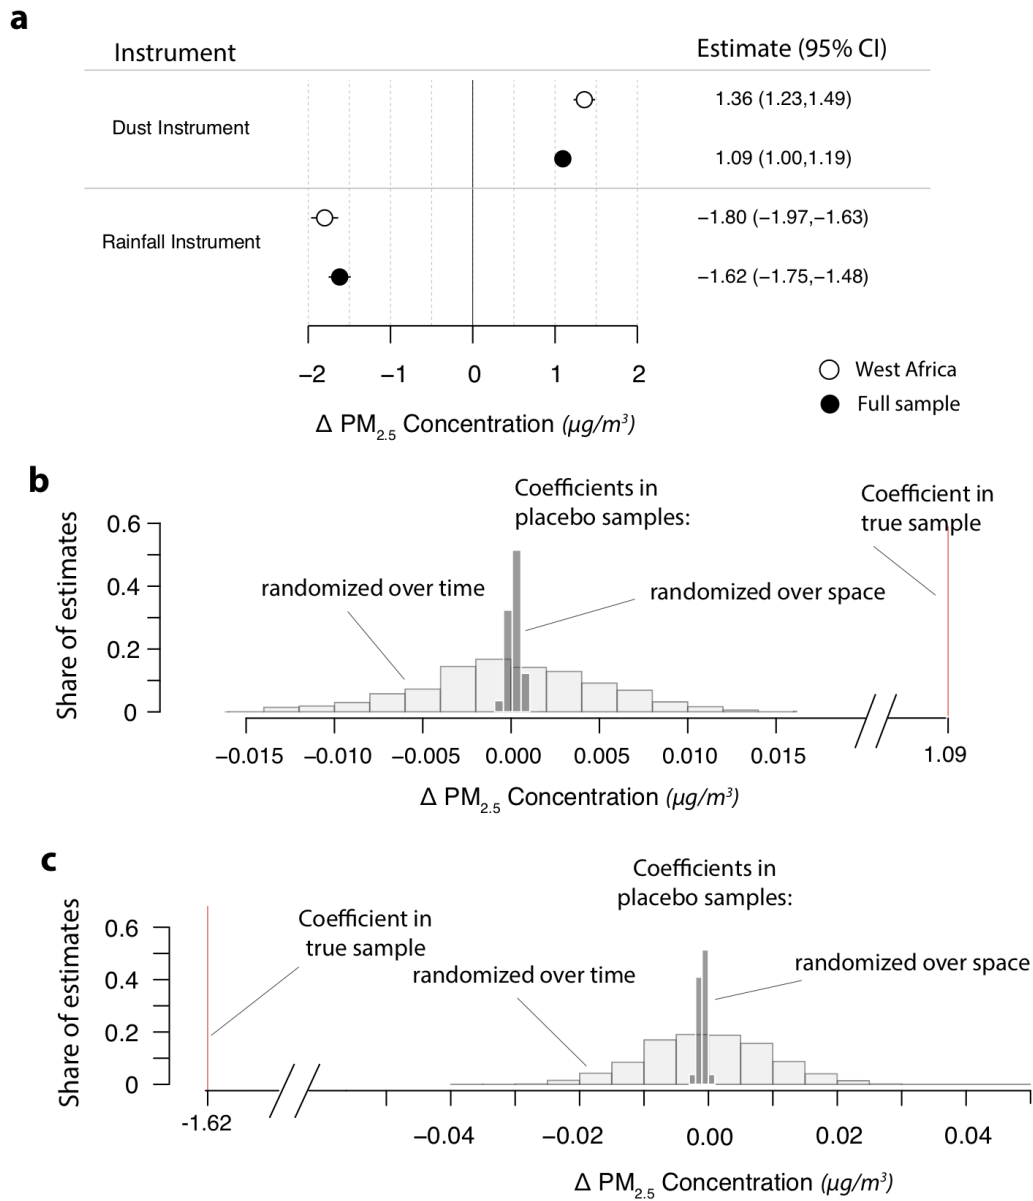 a
Instrument Estimate (95% CI)
1.36 (1.23,1.49)
Dust Instrument
1.09 (1.00,1.19)
−1.80 (−1.97,−1.63)
Rainfall Instrument
−1.62 (−1.75,−1.48)
−2 −1 0 1 2
West Africa
Full sample
Δ PM2.5 Concentration (µg/m³)
b
Coefficients in
placebo samples:
Coefficient in
true sample
Share of estimates
0.6
0.4
0.2
0
randomized over time
randomized over space
−0.015 −0.010 −0.005 0.000 0.005 0.010 0.015 1.09
Δ PM2.5 Concentration (µg/m³)
c
Coefficients in
placebo samples:
Coefficient in
true sample
Share of estimates
0.6
0.4
0.2
0
randomized over time
randomized over space
-1.62 −0.04 −0.02 0.00 0.02 0.04
Δ PM2.5 Concentration (µg/m³)